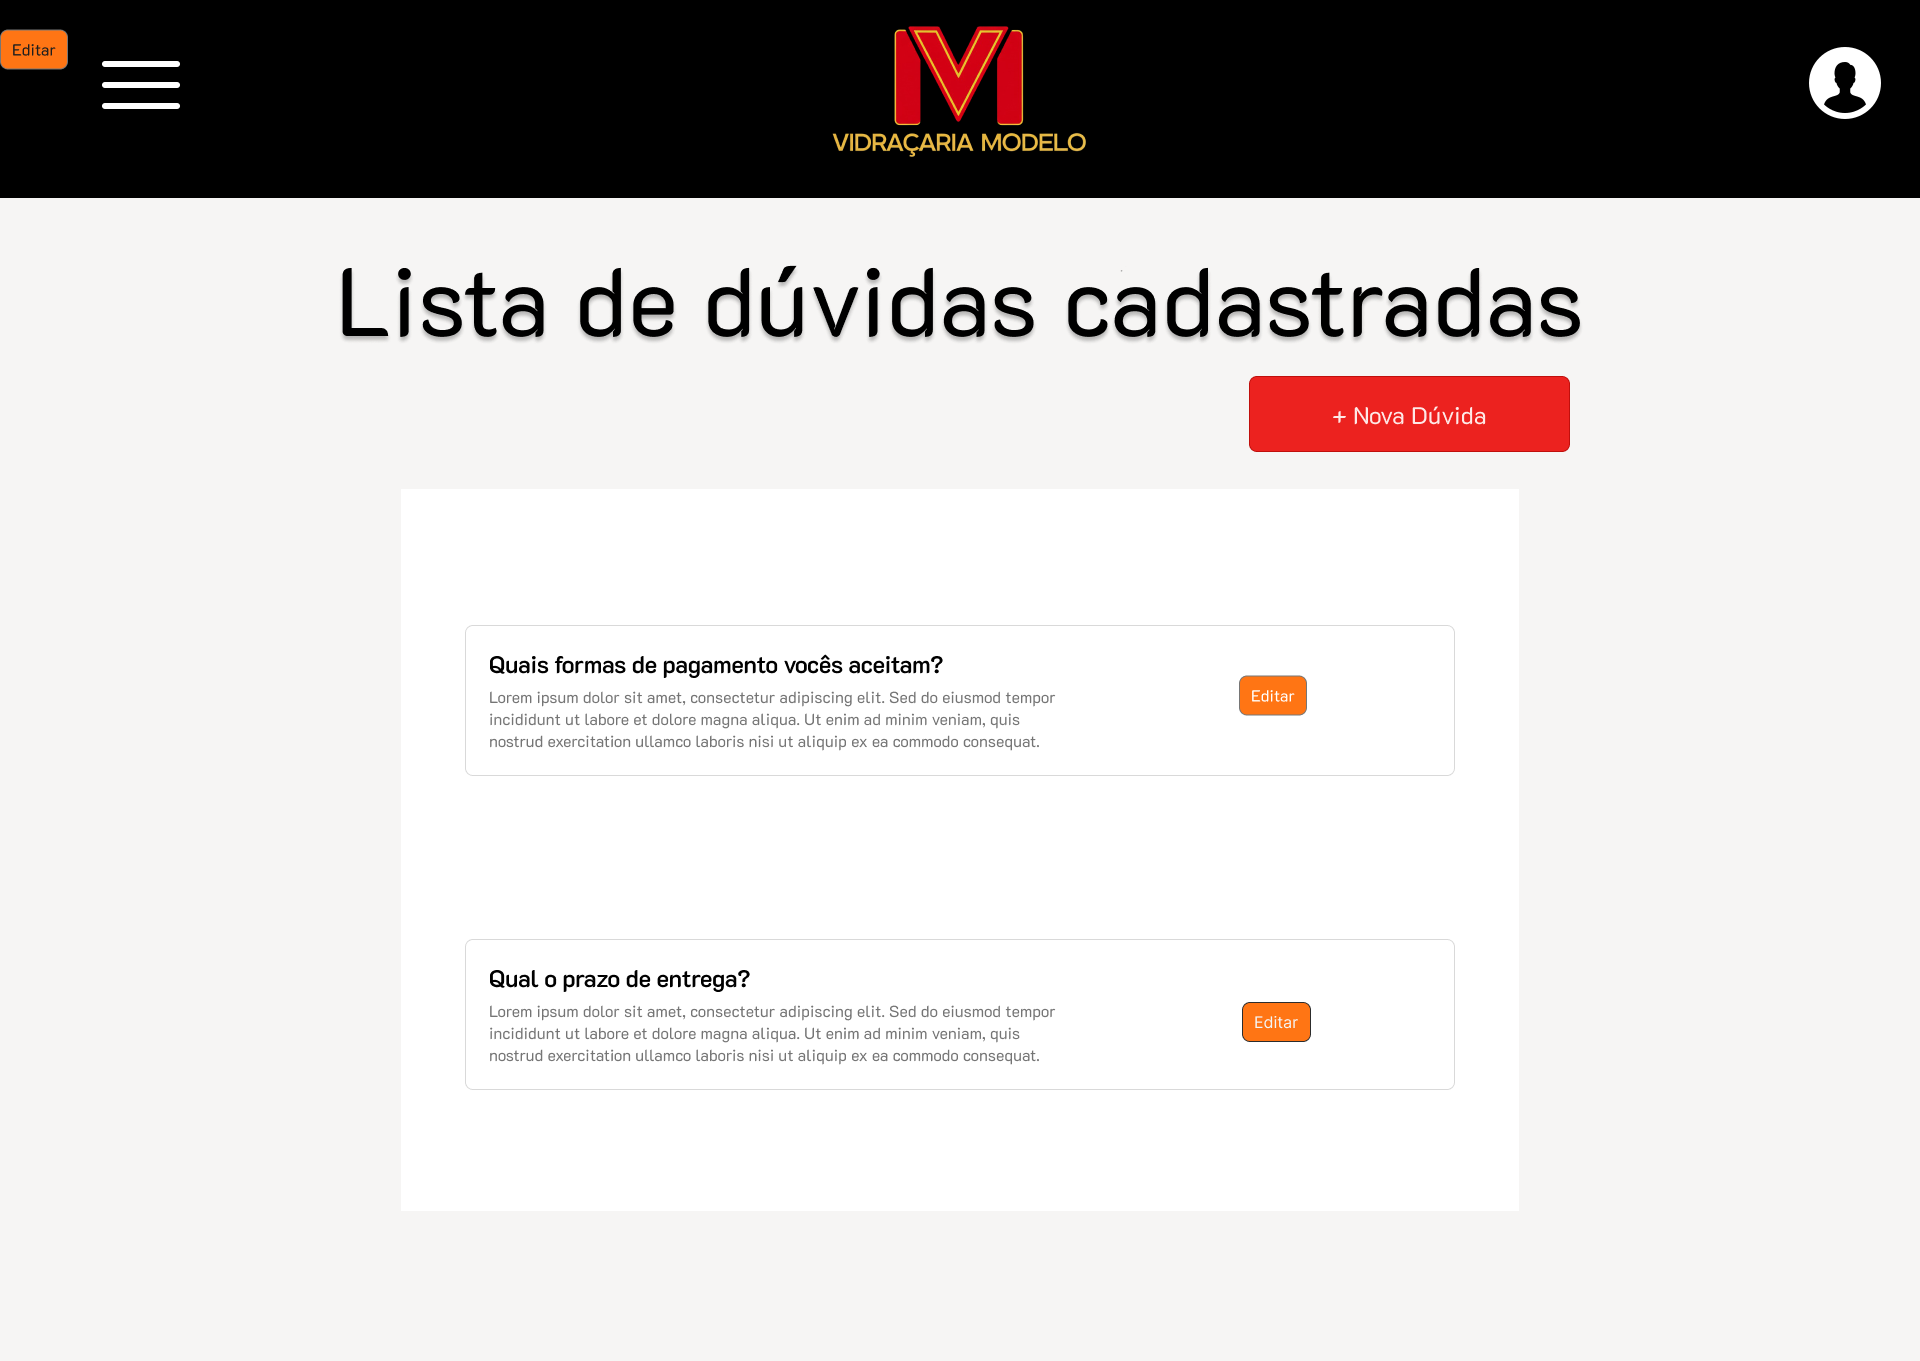 Editar
VIDRAÇARIA MODELO
Lista de dúvidas cadastradas
+ Nova Dúvida
Quais formas de pagamento vocês aceitam?
Lorem ipsum dolor sit amet, consectetur adipiscing elit. Sed do eiusmod tempor
incididunt ut labore et dolore magna aliqua. Ut enim ad minim veniam, quis
nostrud exercitation ullamco laboris nisi ut aliquip ex ea commodo consequat.
Editar
Qual o prazo de entrega?
Lorem ipsum dolor sit amet, consectetur adipiscing elit. Sed do eiusmod tempor
incididunt ut labore et dolore magna aliqua. Ut enim ad minim veniam, quis
nostrud exercitation ullamco laboris nisi ut aliquip ex ea commodo consequat.
Editar